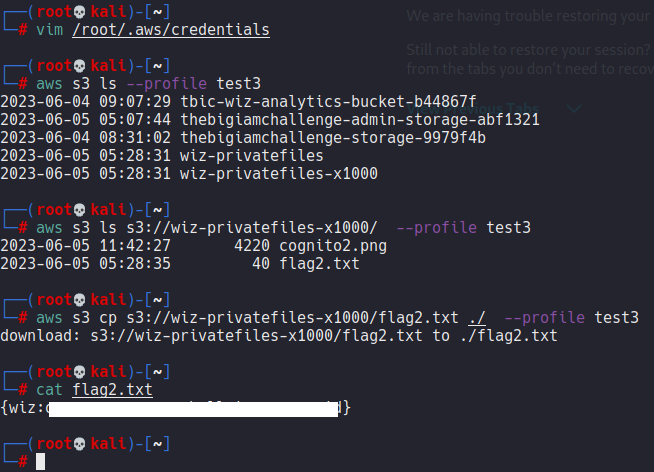 We are having trouble restoring your
┌──(root💀kali)-[~]
└─# vim /root/.aws/credentials
Still not able to restore your session?
from the tabs you don't need to recov
┌──(root💀kali)-[~]
└─# aws s3 ls --profile test3
2023-06-04 09:07:29 tbic-wiz-analytics-bucket-b44867f
Previous Tabs
2023-06-05 05:07:44 thebigiamchallenge-admin-storage-abf1321
2023-06-04 08:31:02 thebigiamchallenge-storage-9979f4b
2023-06-05 05:28:31 wiz-privatefiles
2023-06-05 05:28:31 wiz-privatefiles-x1000
┌──(root💀kali)-[~]
└─# aws s3 ls s3://wiz-privatefiles-x1000/  --profile test3
2023-06-05 11:42:27       4220 cognito2.png
2023-06-05 05:28:35         40 flag2.txt
┌──(root💀kali)-[~]
└─# aws s3 cp s3://wiz-privatefiles-x1000/flag2.txt ./  --profile test3
download: s3://wiz-privatefiles-x1000/flag2.txt to ./flag2.txt
┌──(root💀kali)-[~]
└─# cat flag2.txt
{wiz: }
┌──(root💀kali)-[~]
└─#